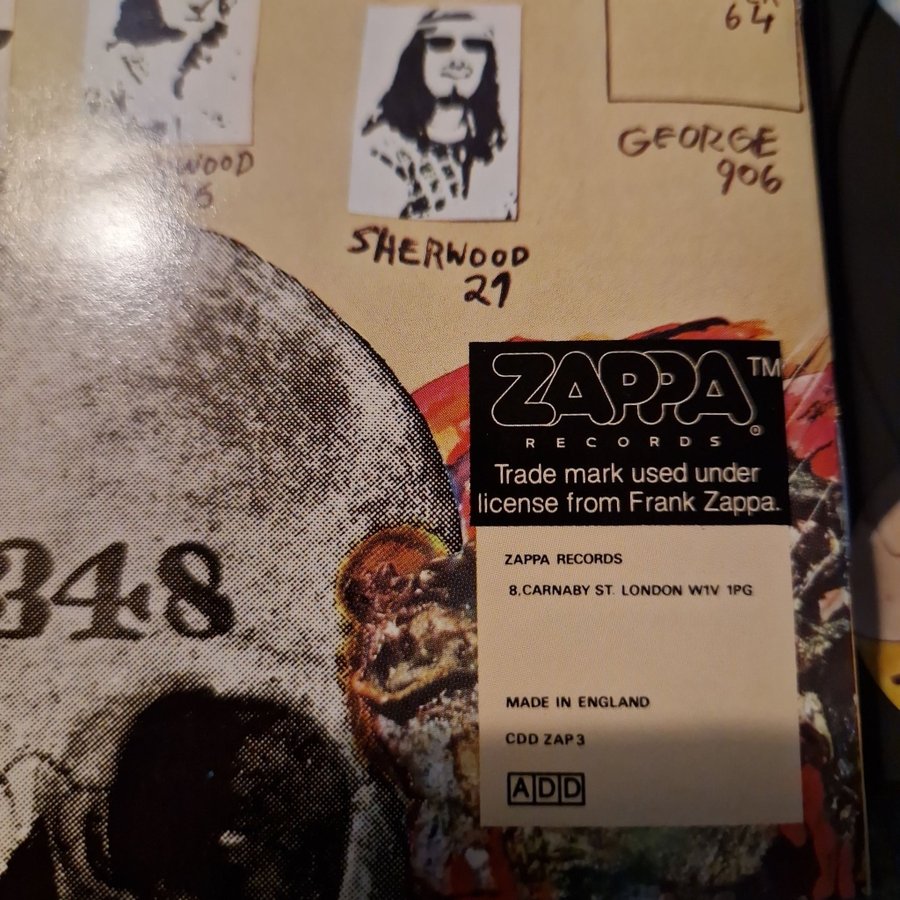 64
GEORGE
906
WOOD
6
SHERWOOD
21
348
ZAPPA TM
RECORDS
Trade mark used under
license from Frank Zappa.
ZAPPA RECORDS
8,CARNABY ST. LONDON W1V 1PG
MADE IN ENGLAND
CDD ZAP 3
ADD